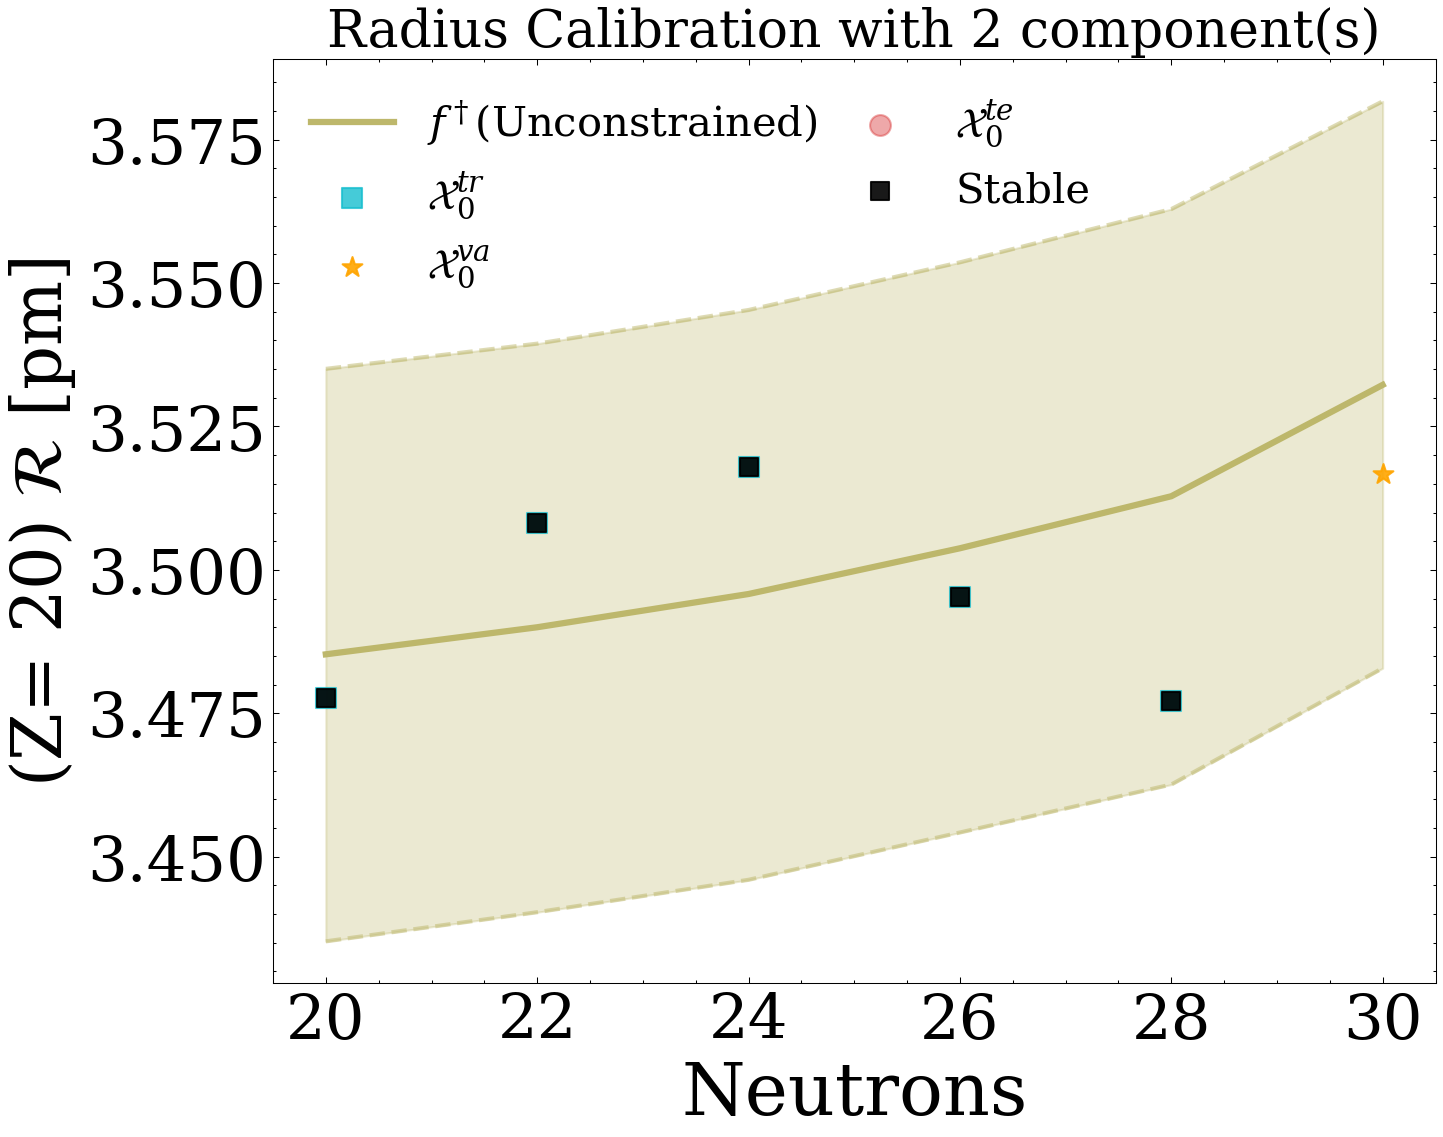 Radius Calibration with 2 component(s)
f†(Unconstrained)
𝒳₀ᵗʳ
𝒳₀ᵛᵃ
𝒳₀ᵗᵉ
Stable
(Z= 20) ℛ [pm]
3.575
3.550
3.525
3.500
3.475
3.450
20 22 24 26 28 30
Neutrons